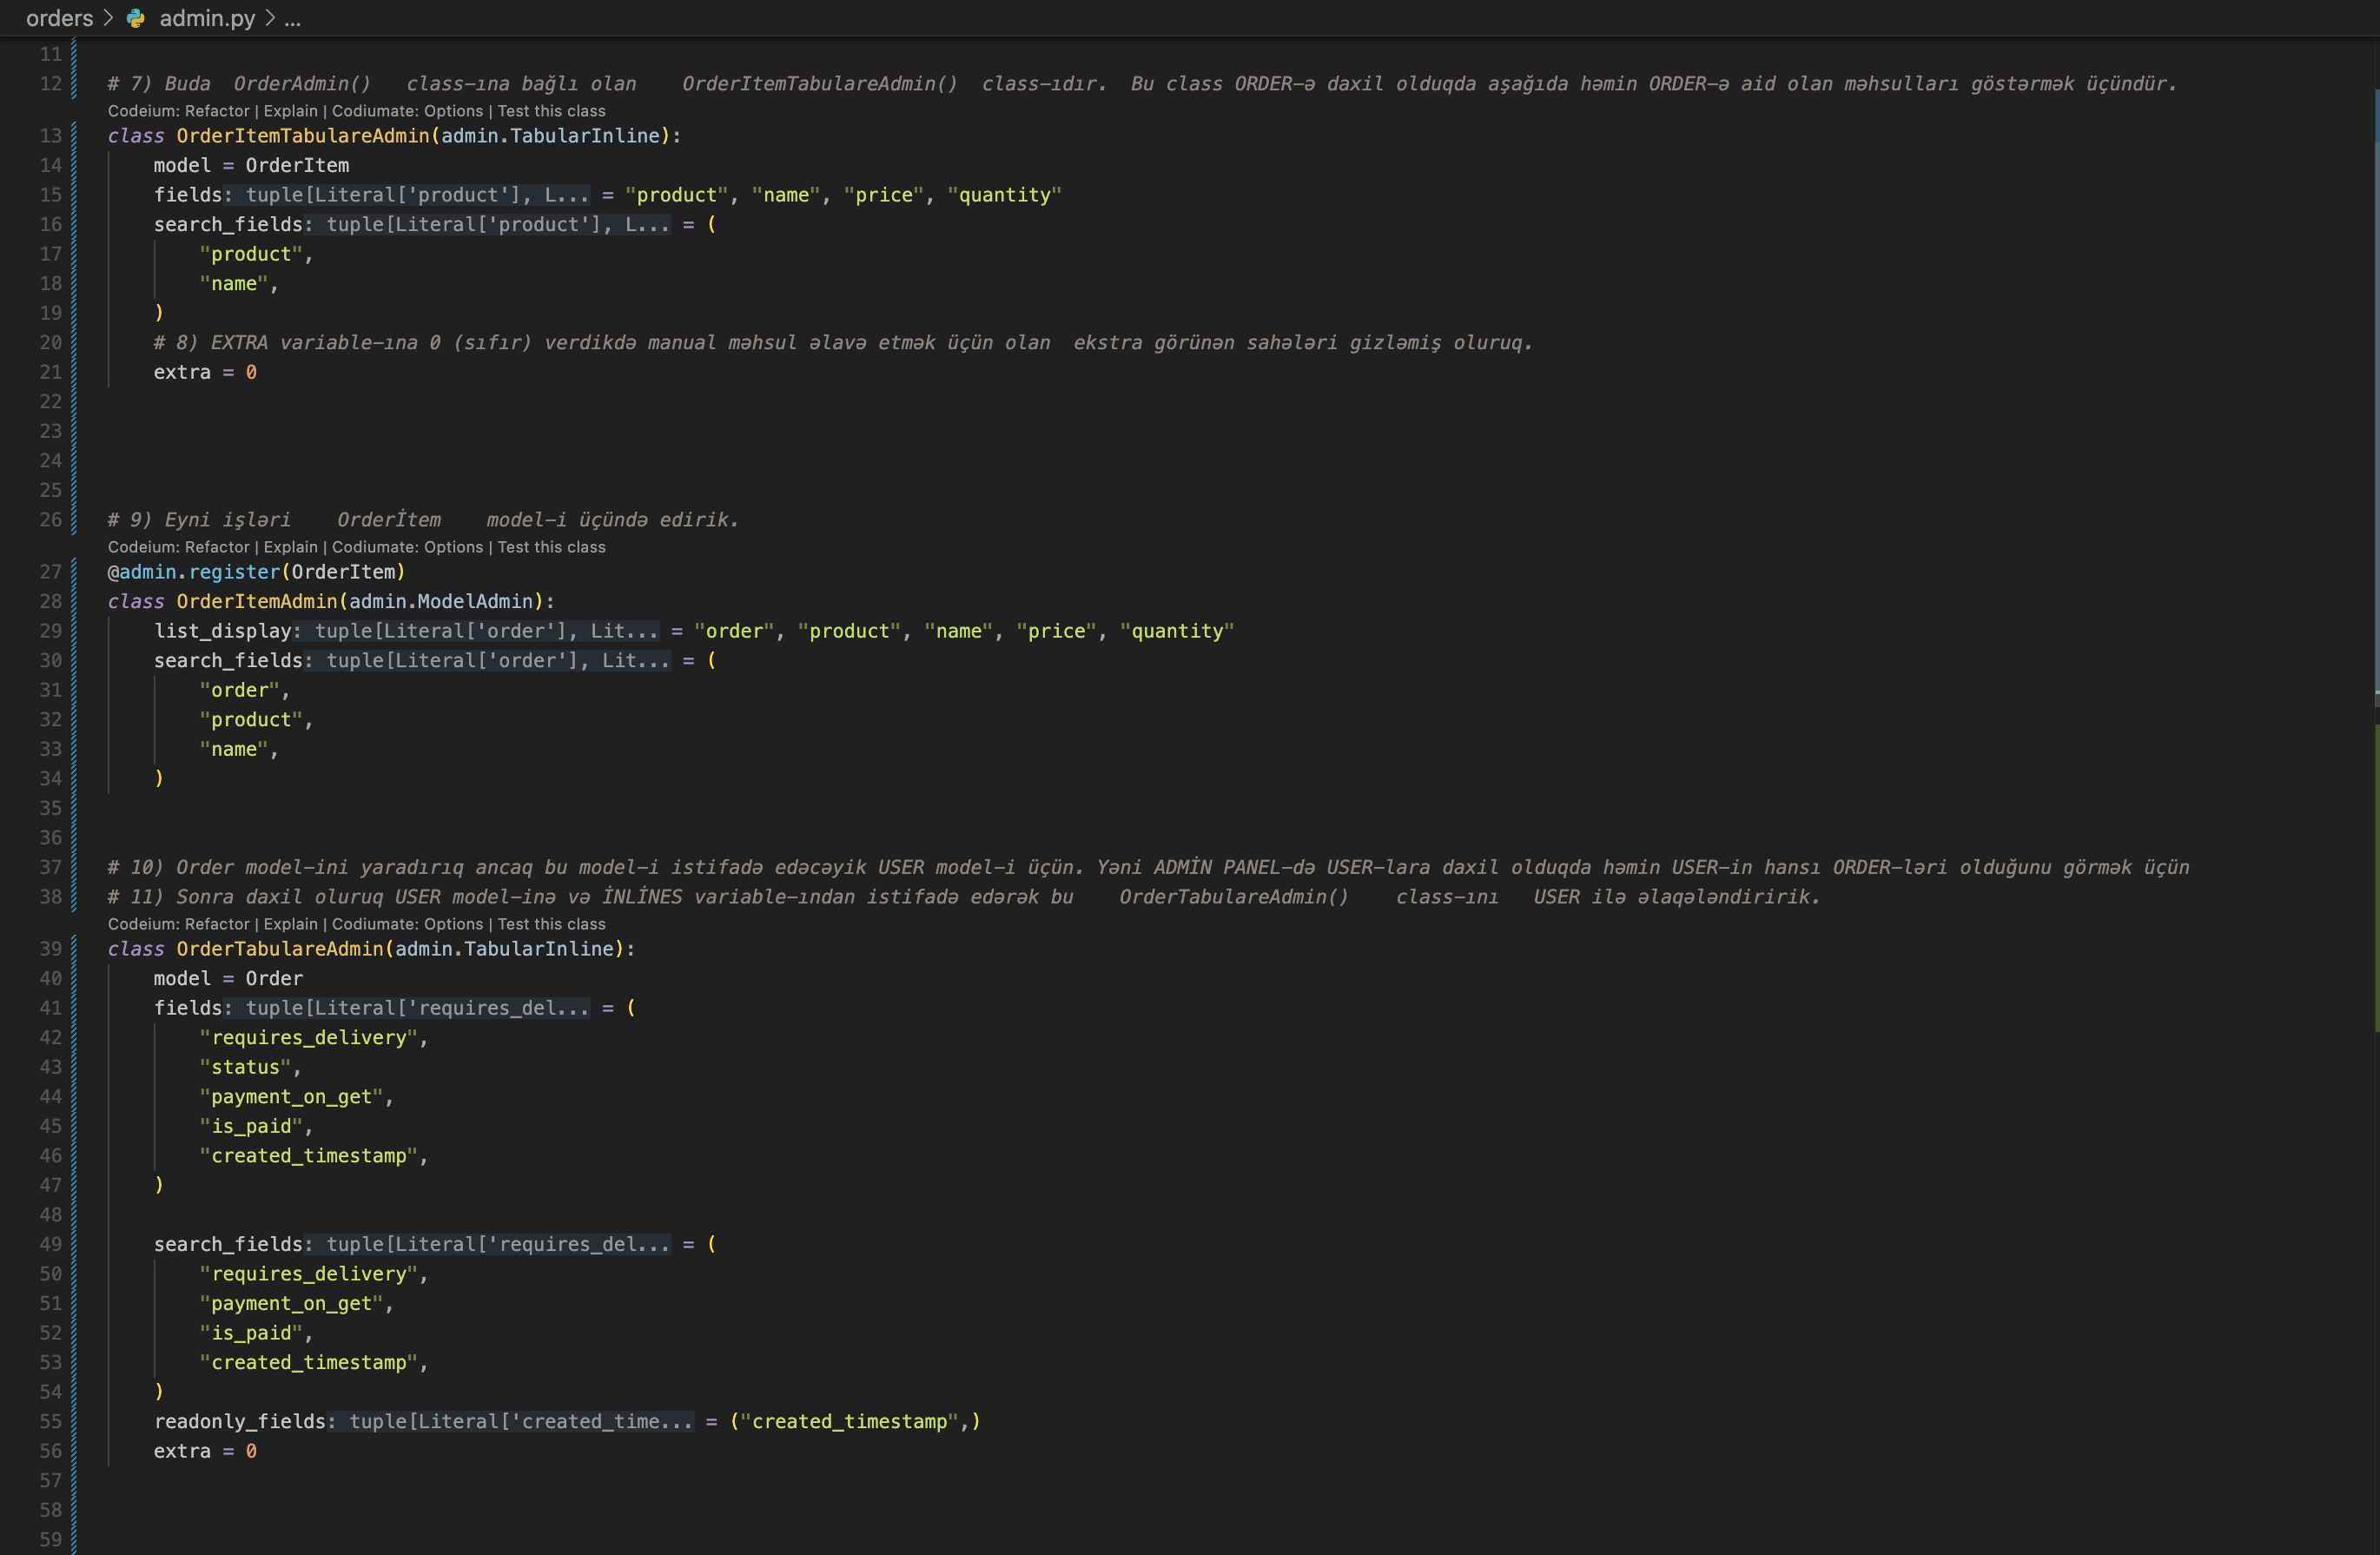 orders > admin.py > ...
11
12 # 7) Buda  OrderAdmin()   class-ına bağlı olan    OrderItemTabulareAdmin()  class-ıdır.  Bu class ORDER-ə daxil olduqda aşağıda həmin ORDER-ə aid olan məhsulları göstərmək üçündür.
Codeium: Refactor | Explain | Codiumate: Options | Test this class
13 class OrderItemTabulareAdmin(admin.TabularInline):
14     model = OrderItem
15     fields: tuple[Literal['product'], L... = "product", "name", "price", "quantity"
16     search_fields: tuple[Literal['product'], L... = (
17         "product",
18         "name",
19     )
20     # 8) EXTRA variable-ına 0 (sıfır) verdikdə manual məhsul əlavə etmək üçün olan  ekstra görünən sahələri gizləmiş oluruq.
21     extra = 0
22
23
24
25
26 # 9) Eyni işləri    Orderİtem    model-i üçündə edirik.
Codeium: Refactor | Explain | Codiumate: Options | Test this class
27 @admin.register(OrderItem)
28 class OrderItemAdmin(admin.ModelAdmin):
29     list_display: tuple[Literal['order'], Lit... = "order", "product", "name", "price", "quantity"
30     search_fields: tuple[Literal['order'], Lit... = (
31         "order",
32         "product",
33         "name",
34     )
35
36
37 # 10) Order model-ini yaradırıq ancaq bu model-i istifadə edəcəyik USER model-i üçün. Yəni ADMİN PANEL-də USER-lara daxil olduqda həmin USER-in hansı ORDER-ləri olduğunu görmək üçün
38 # 11) Sonra daxil oluruq USER model-inə və İNLİNES variable-ından istifadə edərək bu    OrderTabulareAdmin()    class-ını   USER ilə əlaqələndiririk.
Codeium: Refactor | Explain | Codiumate: Options | Test this class
39 class OrderTabulareAdmin(admin.TabularInline):
40     model = Order
41     fields: tuple[Literal['requires_del... = (
42         "requires_delivery",
43         "status",
44         "payment_on_get",
45         "is_paid",
46         "created_timestamp",
47     )
48
49     search_fields: tuple[Literal['requires_del... = (
50         "requires_delivery",
51         "payment_on_get",
52         "is_paid",
53         "created_timestamp",
54     )
55     readonly_fields: tuple[Literal['created_time... = ("created_timestamp",)
56     extra = 0
57
58
59